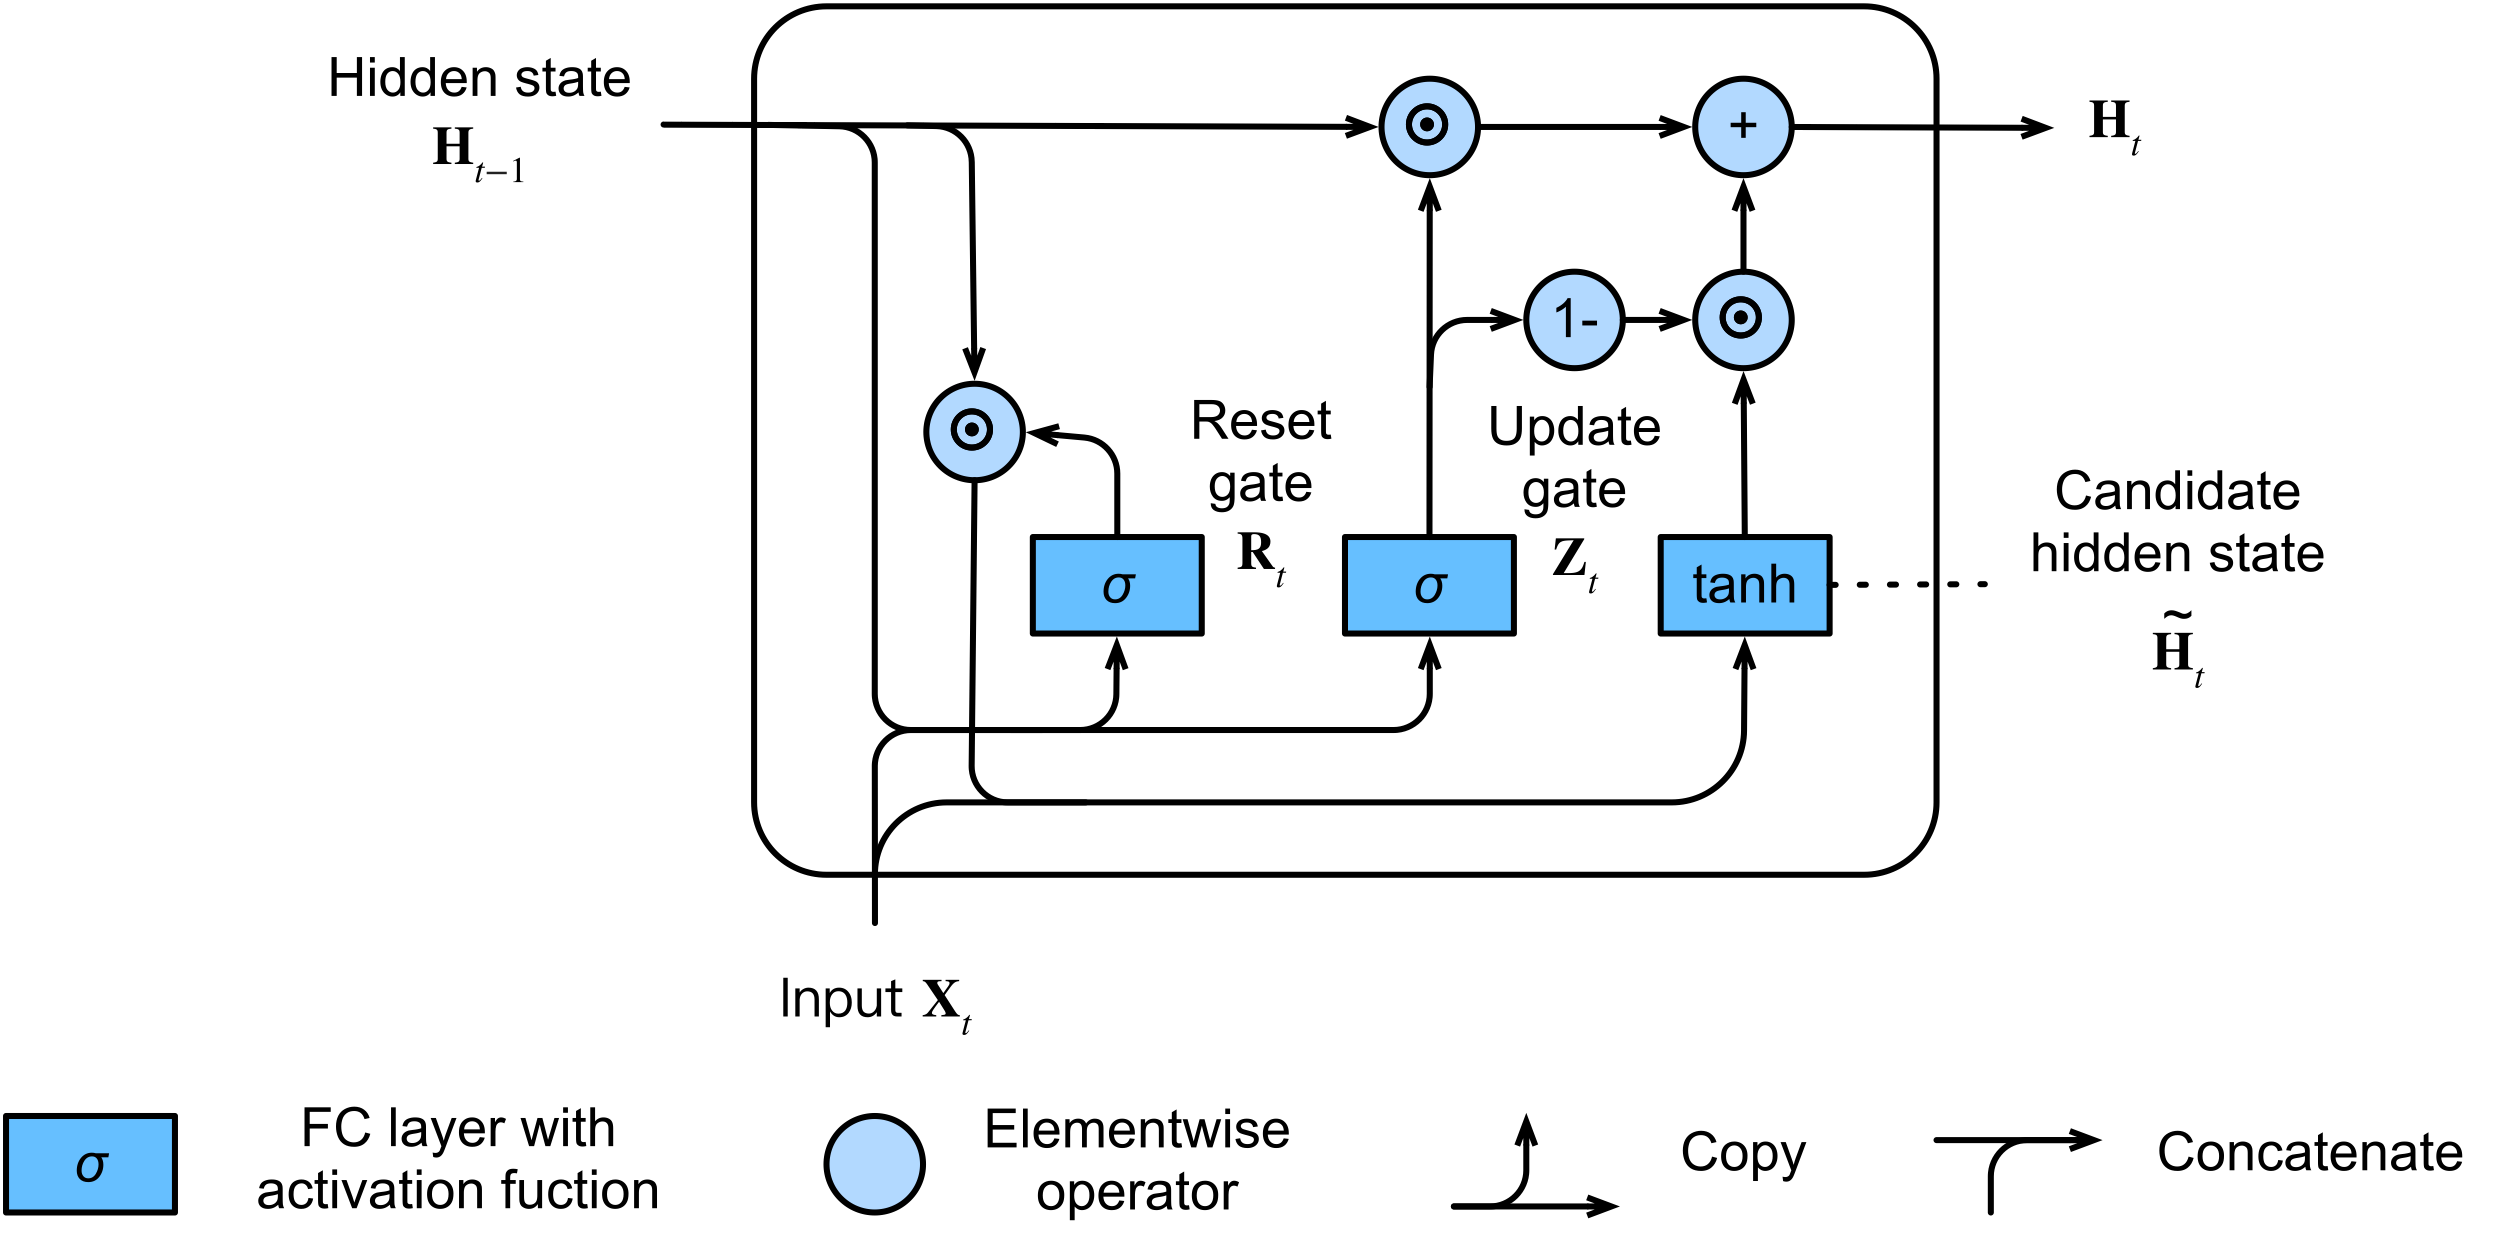 Hidden state
H_{t−1}
⊙
+
H_t
1-
⊙
⊙
Reset
gate
R_t
Update
gate
Z_t
Candidate
hidden state
H̃_t
σ
σ
tanh
Input X_t
σ
FC layer with
activation function
Elementwise
operator
Copy
Concatenate